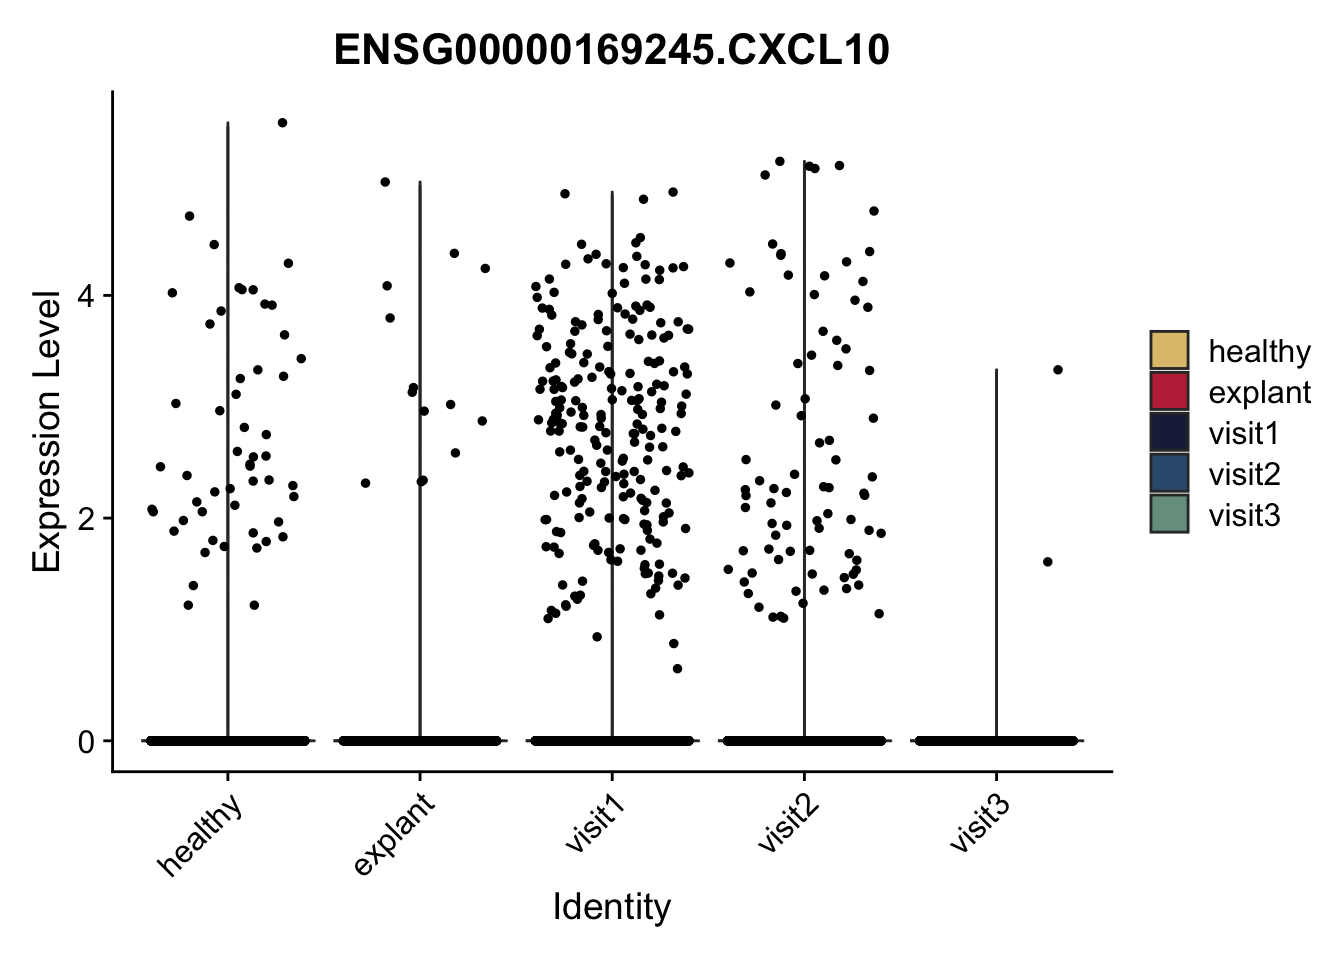 ENSG00000169245.CXCL10
Expression Level
4
2
0
healthy
explant
visit1
visit2
visit3
Identity
healthy
explant
visit1
visit2
visit3